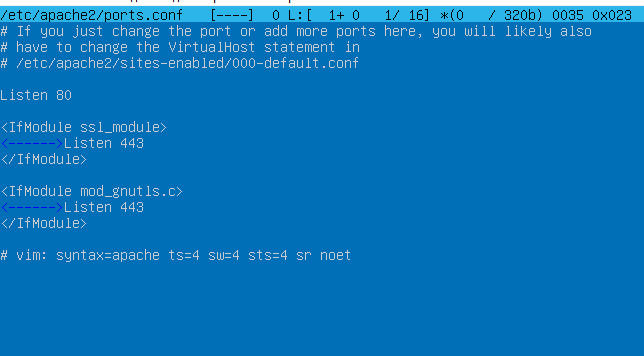 /etc/apache2/ports.conf [----] 0 L:[ 1+ 0 1/ 16] *(0 / 320b) 0035 0x023
# If you just change the port or add more ports here, you will likely also
# have to change the VirtualHost statement in
# /etc/apache2/sites-enabled/000-default.conf
Listen 80
<IfModule ssl_module>
<------>Listen 443
</IfModule>
<IfModule mod_gnutls.c>
<------>Listen 443
</IfModule>
# vim: syntax=apache ts=4 sw=4 sts=4 sr noet